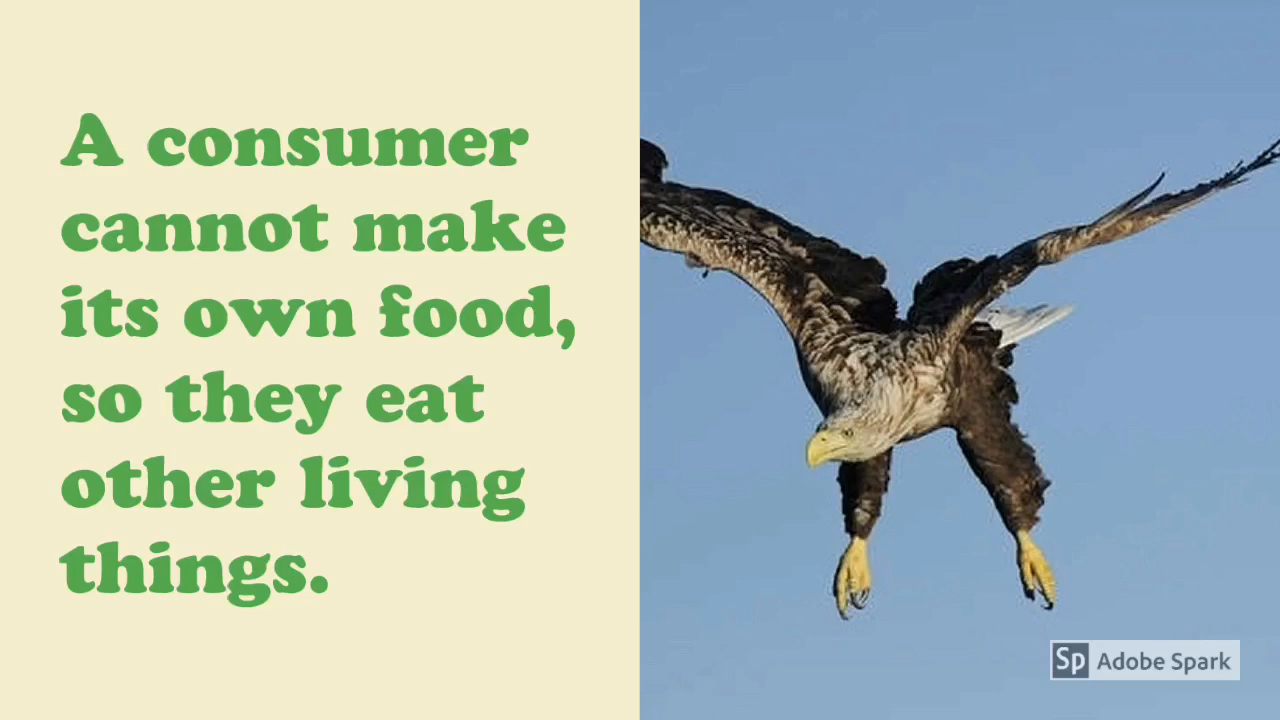 A consumer
cannot make
its own food,
so they eat
other living
things.
Sp Adobe Spark